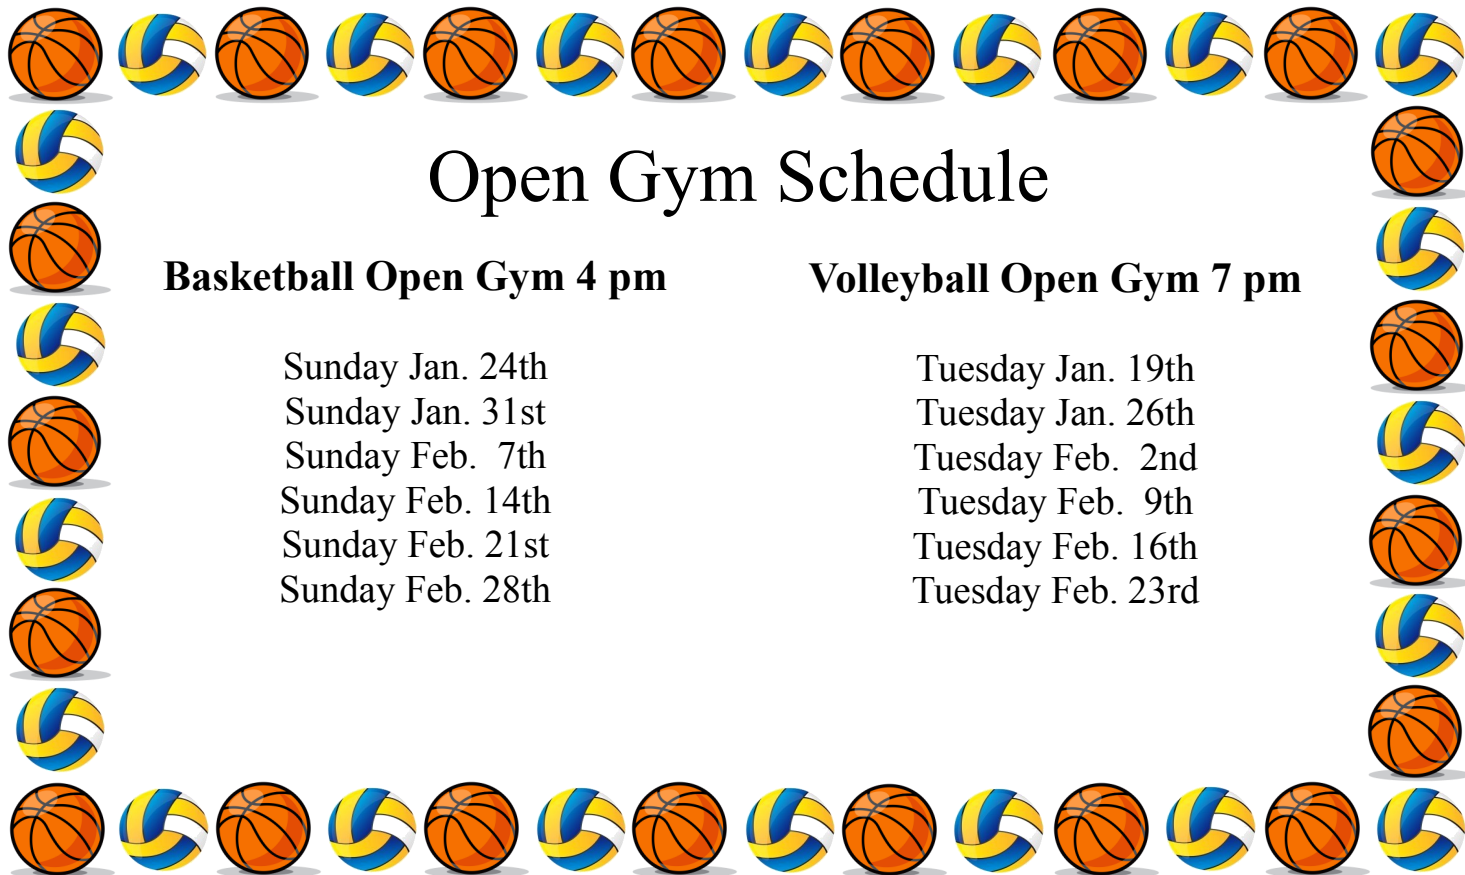 Open Gym Schedule
Basketball Open Gym 4 pm
Sunday Jan. 24th
Sunday Jan. 31st
Sunday Feb.  7th
Sunday Feb. 14th
Sunday Feb. 21st
Sunday Feb. 28th
Volleyball Open Gym 7 pm
Tuesday Jan. 19th
Tuesday Jan. 26th
Tuesday Feb.  2nd
Tuesday Feb.  9th
Tuesday Feb. 16th
Tuesday Feb. 23rd